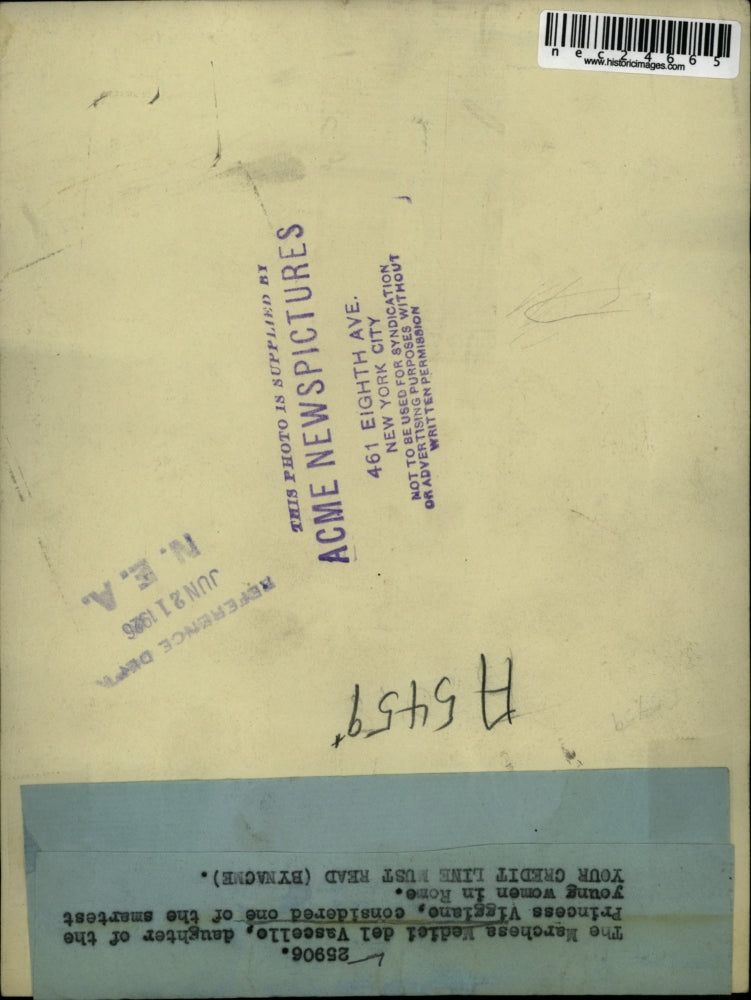 nec24665
www.historicimages.com
THIS PHOTO IS SUPPLIED BY
ACME NEWSPICTURES
461 EIGHTH AVE.
NEW YORK CITY
NOT TO BE USED FOR SYNDICATION
OR ADVERTISING PURPOSES WITHOUT
WRITTEN PERMISSION
REFERENCE DEPT.
JUN 21 1926
N. E. A.
A5459
25906.
The Marchesa Medici del Vascello, daughter of the
Princess Viggiano, considered one of the smartest
young women in Rome.
YOUR CREDIT LINE MUST READ (BYNACME).